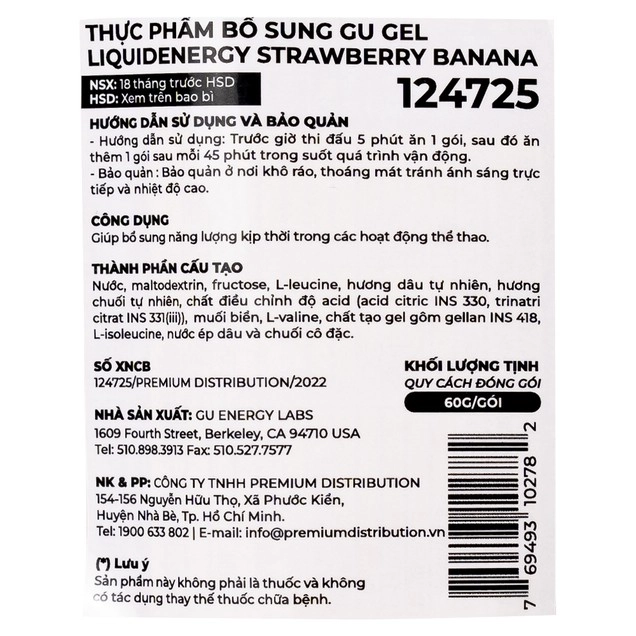 THỰC PHẨM BỔ SUNG GU GEL
LIQUIDENERGY STRAWBERRY BANANA
NSX: 18 tháng trước HSD
HSD: Xem trên bao bì
124725
HƯỚNG DẪN SỬ DỤNG VÀ BẢO QUẢN
- Hướng dẫn sử dụng: Trước giờ thi đấu 5 phút ăn 1 gói, sau đó ăn
thêm 1 gói sau mỗi 45 phút trong suốt quá trình vận động.
- Bảo quản : Bảo quản ở nơi khô ráo, thoáng mát tránh ánh sáng trực
tiếp và nhiệt độ cao.
CÔNG DỤNG
Giúp bổ sung năng lượng kịp thời trong các hoạt động thể thao.
THÀNH PHẦN CẤU TẠO
Nước, maltodextrin, fructose, L-leucine, hương dâu tự nhiên, hương
chuối tự nhiên, chất điều chỉnh độ acid (acid citric INS 330, trinatri
citrat INS 331(iii)), muối biển, L-valine, chất tạo gel gôm gellan INS 418,
L-isoleucine, nước ép dâu và chuối cô đặc.
SỐ XNCB
124725/PREMIUM DISTRIBUTION/2022
KHỐI LƯỢNG TỊNH
QUY CÁCH ĐÓNG GÓI
60G/GÓI
NHÀ SẢN XUẤT: GU ENERGY LABS
1609 Fourth Street, Berkeley, CA 94710 USA
Tel: 510.898.3913 Fax: 510.527.7577
NK & PP: CÔNG TY TNHH PREMIUM DISTRIBUTION
154-156 Nguyễn Hữu Thọ, Xã Phước Kiển,
Huyện Nhà Bè, Tp. Hồ Chí Minh.
Tel: 1900 633 802 | E-mail: info@premiumdistribution.vn
(*) Lưu ý
Sản phẩm này không phải là thuốc và không
có tác dụng thay thế thuốc chữa bệnh.
7 69493 10278 2